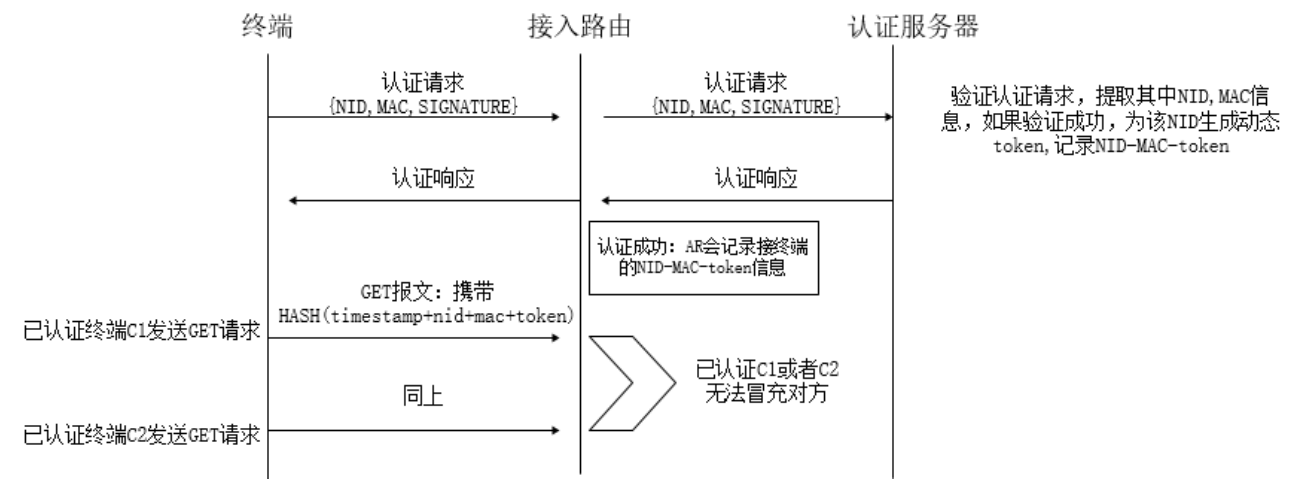 终端
接入路由
认证服务器
认证请求
{NID,MAC,SIGNATURE}
认证请求
{NID,MAC,SIGNATURE}
验证认证请求，提取其中NID,MAC信
息，如果验证成功，为该NID生成动态
token,记录NID-MAC-token
认证响应
认证响应
认证成功：AR会记录接终端
的NID-MAC-token信息
GET报文：携带
HASH(timestamp+nid+mac+token)
已认证终端C1发送GET请求
已认证C1或者C2
无法冒充对方
同上
已认证终端C2发送GET请求